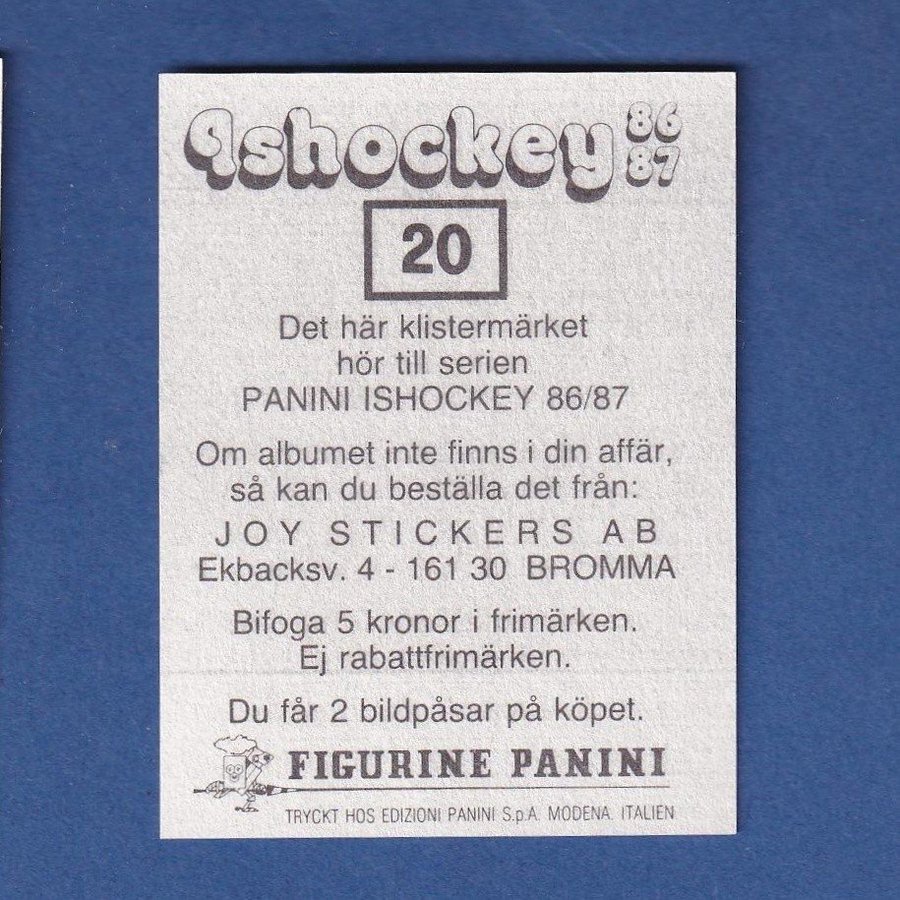 Ishockey 86
87
20
Det här klistermärket
hör till serien
PANINI ISHOCKEY 86/87
Om albumet inte finns i din affär,
så kan du beställa det från:
JOY STICKERS AB
Ekbacksv. 4 - 161 30 BROMMA
Bifoga 5 kronor i frimärken.
Ej rabattfrimärken.
Du får 2 bildpåsar på köpet.
FIGURINE PANINI
TRYCKT HOS EDIZIONI PANINI S.p.A. MODENA. ITALIEN